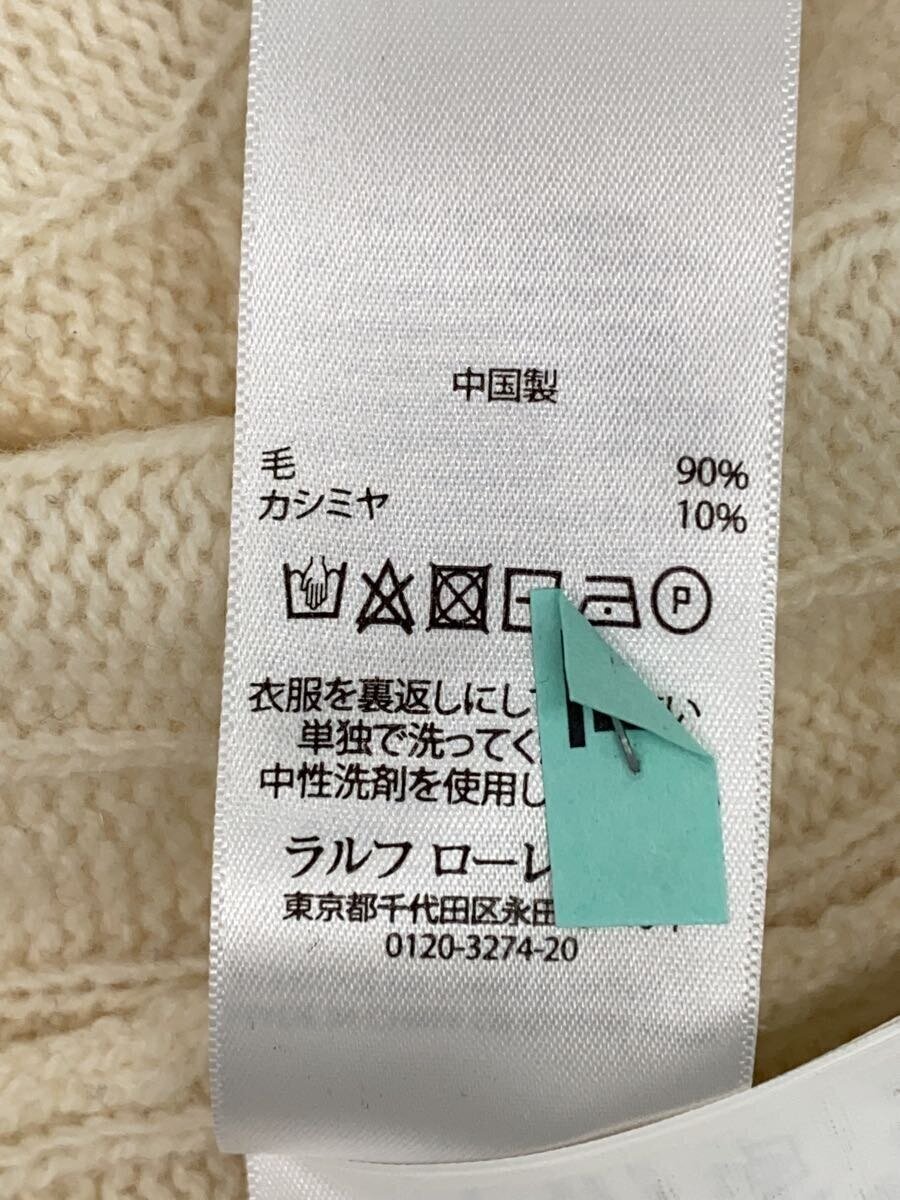 中国製
毛 90%
カシミヤ 10%
P
衣服を裏返しにして い
単独で洗ってく
中性洗剤を使用し
ラルフ ローレ
東京都千代田区永田
0120-3274-20